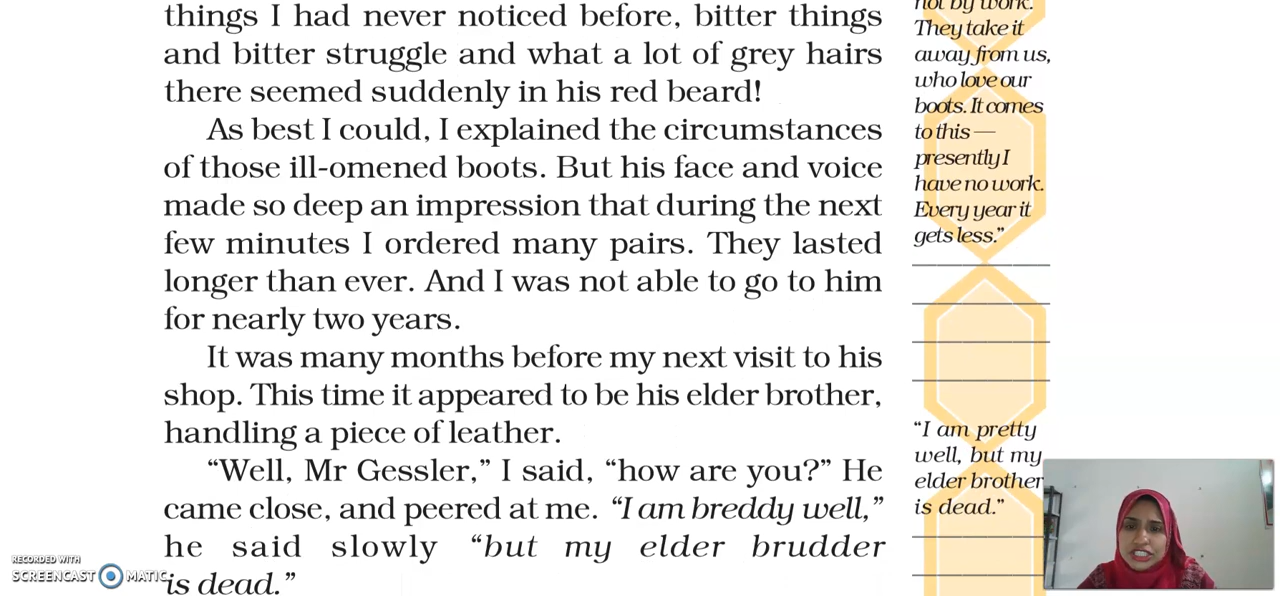 things I had never noticed before, bitter things
and bitter struggle and what a lot of grey hairs
there seemed suddenly in his red beard!
As best I could, I explained the circumstances
of those ill-omened boots. But his face and voice
made so deep an impression that during the next
few minutes I ordered many pairs. They lasted
longer than ever. And I was not able to go to him
for nearly two years.
It was many months before my next visit to his
shop. This time it appeared to be his elder brother,
handling a piece of leather.
“Well, Mr Gessler,” I said, “how are you?” He
came close, and peered at me. “I am breddy well,”
he said slowly “but my elder brudder
is dead.”
not by work.
They take it
away from us,
who love our
boots. It comes
to this —
presently I
have no work.
Every year it
gets less.”
“I am pretty
well, but my
elder brother
is dead.”
RECORDED WITH
SCREENCAST MATIC